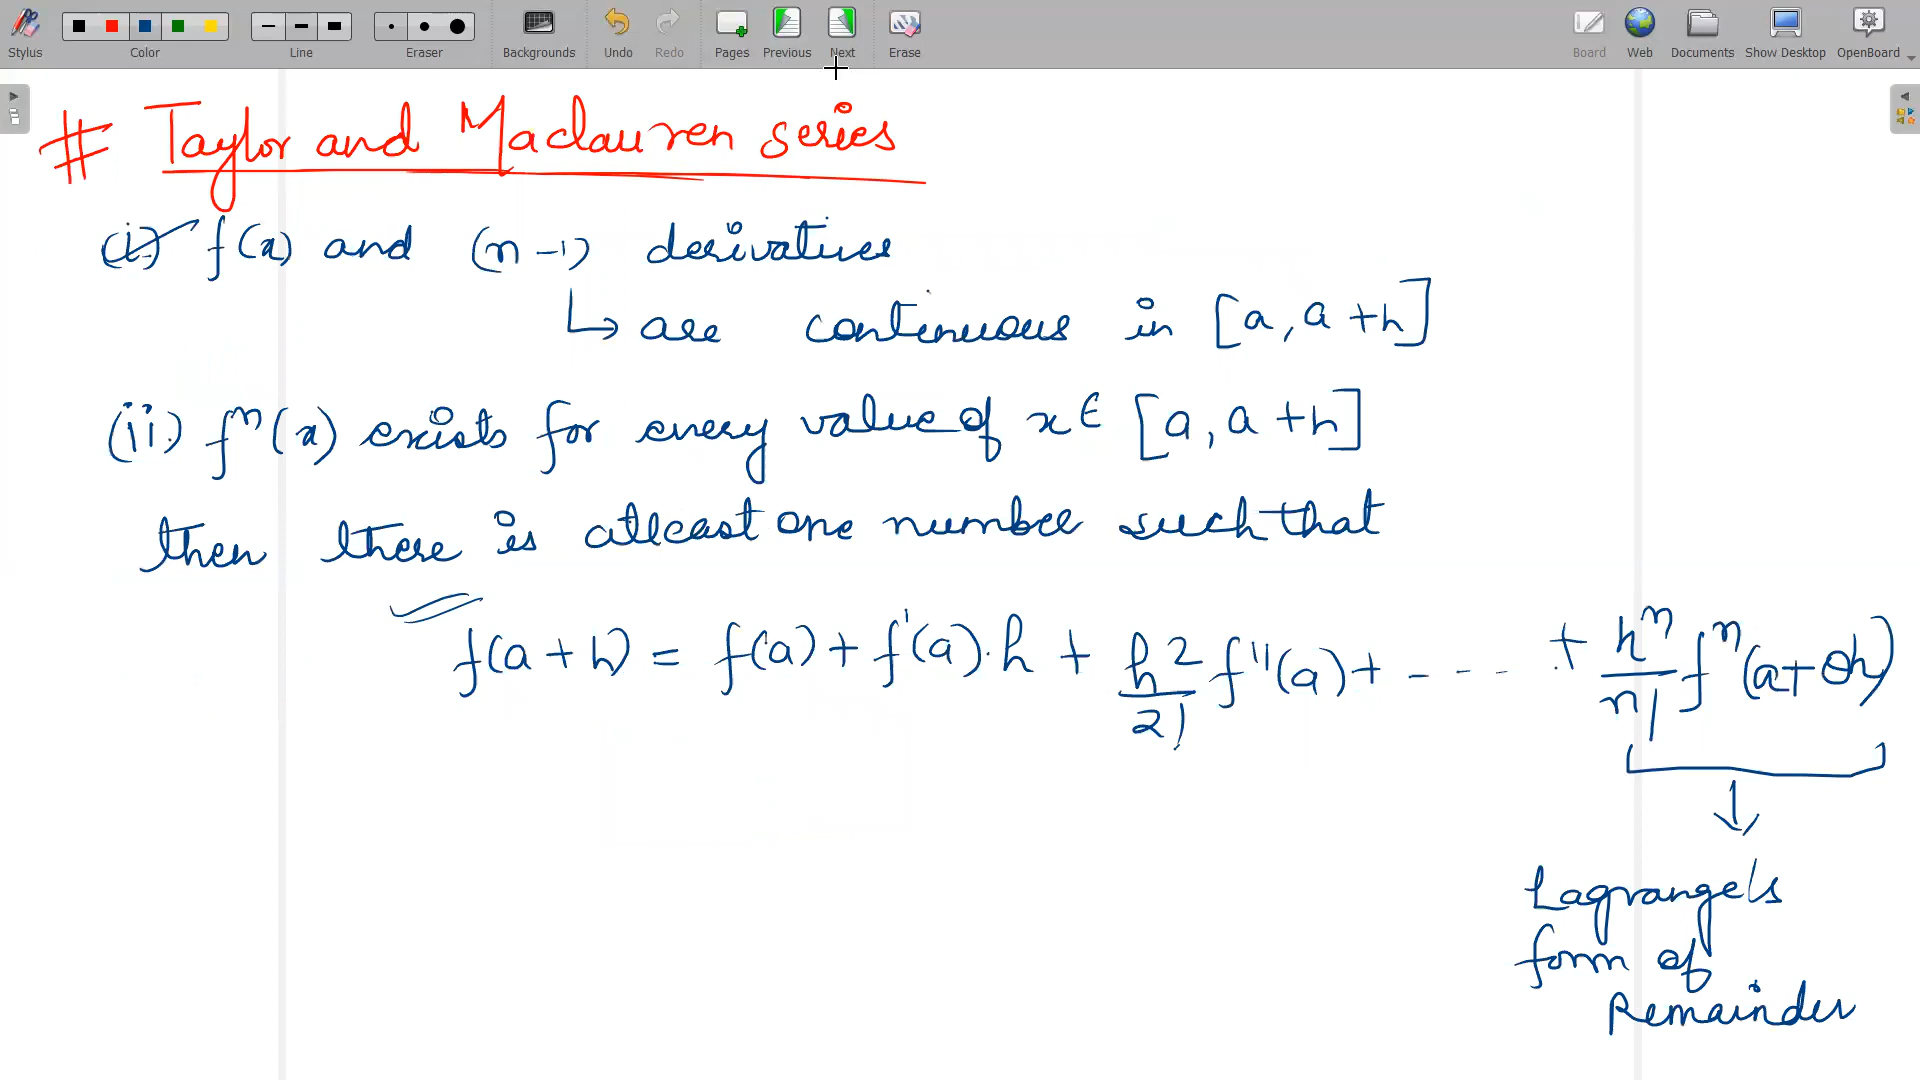 Stylus Color Line Eraser Backgrounds Undo Redo Pages Previous Next Erase Board Web Documents Show Desktop OpenBoard
# Taylor and Maclauren series
(i) f(x) and (n-1) derivatives
↳ are continuous in [a, a+h]
(ii) fⁿ(x) exists for every value of x ∈ [a, a+h]
then there is atleast one number such that
f(a+h) = f(a) + f'(a).h + h²/2! f''(a) + - - - - + hⁿ/n! fⁿ(a+θh)
↓
Lagrange's
form of
Remainder